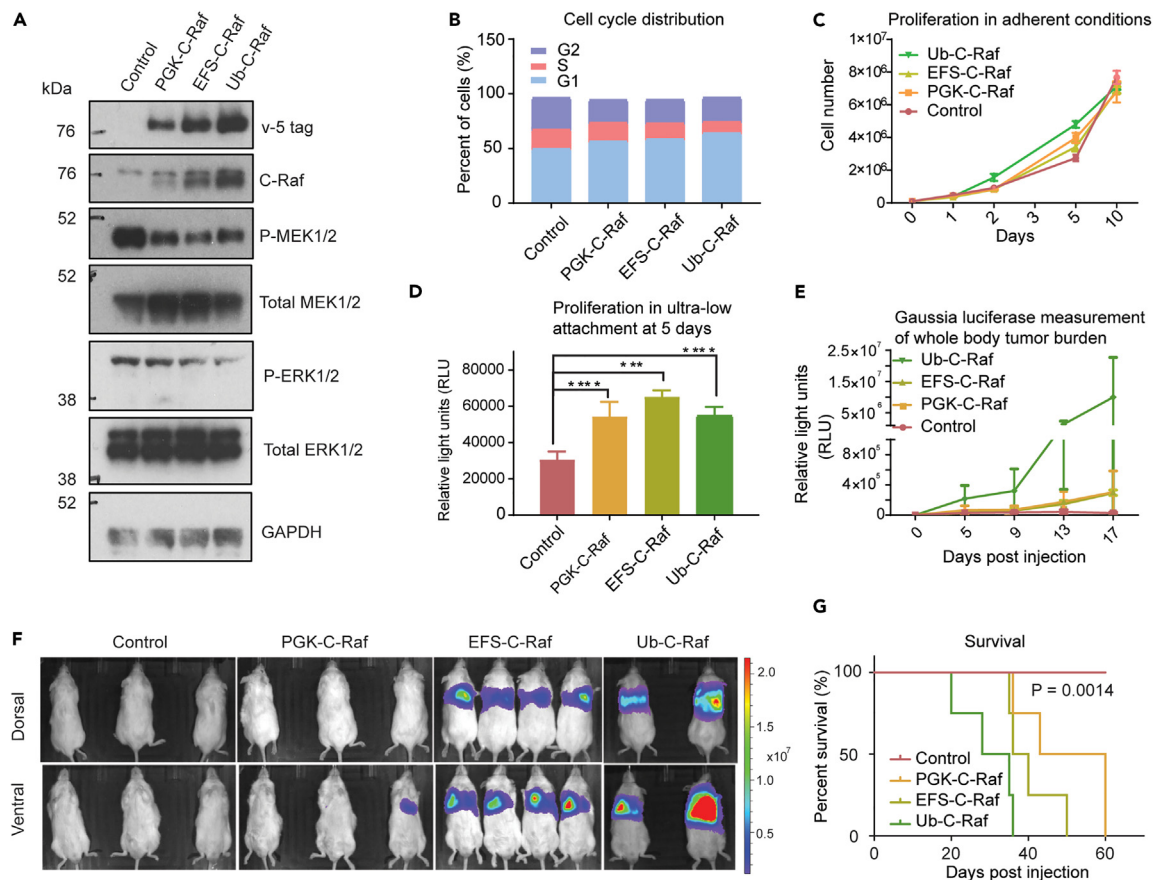 A
Control
PGK-C-Raf
EFS-C-Raf
Ub-C-Raf
kDa
76
v-5 tag
76
C-Raf
52
P-MEK1/2
52
Total MEK1/2
P-ERK1/2
38
Total ERK1/2
38
52
GAPDH
B
Cell cycle distribution
Percent of cells (%)
150
100
50
0
G2
S
G1
Control
PGK-C-Raf
EFS-C-Raf
Ub-C-Raf
C
Proliferation in adherent conditions
Cell number
1×10⁷
8×10⁶
6×10⁶
4×10⁶
2×10⁶
0
Ub-C-Raf
EFS-C-Raf
PGK-C-Raf
Control
0 1 2 3 5 10
Days
D
Proliferation in ultra-low
attachment at 5 days
Relative light units (RLU
80000
60000
40000
20000
0
* ** *
* **
* ** *
Control
PGK-C-Raf
EFS-C-Raf
Ub-C-Raf
E
Gaussia luciferase measurement
of whole body tumor burden
Relative light units
(RLU)
2.5×10⁷
1.5×10⁷
5×10⁶
8×10⁵
4×10⁵
0
Ub-C-Raf
EFS-C-Raf
PGK-C-Raf
Control
0 5 9 13 17
Days post injection
F
Control PGK-C-Raf EFS-C-Raf Ub-C-Raf
Dorsal
Ventral
2.0
1.5
x10⁷
1.0
0.5
G
Survival
Percent survival (%)
100
50
0
P = 0.0014
Control
PGK-C-Raf
EFS-C-Raf
Ub-C-Raf
0 20 40 60
Days post injection